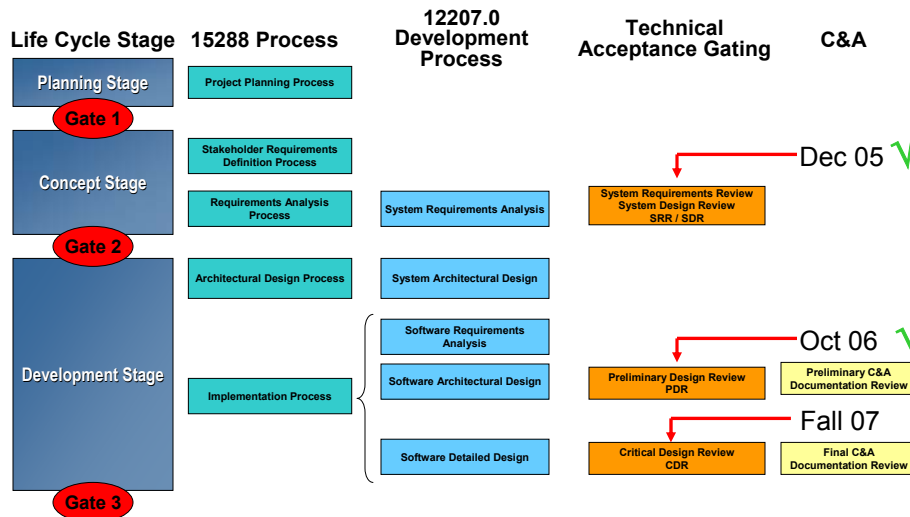 Life Cycle Stage
15288 Process
12207.0
Development
Process
Technical
Acceptance Gating
C&A
Planning Stage
Project Planning Process
Gate 1
Stakeholder Requirements
Definition Process
Dec 05 √
Concept Stage
Requirements Analysis
Process
System Requirements Analysis
System Requirements Review
System Design Review
SRR / SDR
Gate 2
Architectural Design Process
System Architectural Design
Software Requirements
Analysis
Oct 06 √
Development Stage
Implementation Process
Software Architectural Design
Preliminary Design Review
PDR
Preliminary C&A
Documentation Review
Fall 07
Software Detailed Design
Critical Design Review
CDR
Final C&A
Documentation Review
Gate 3